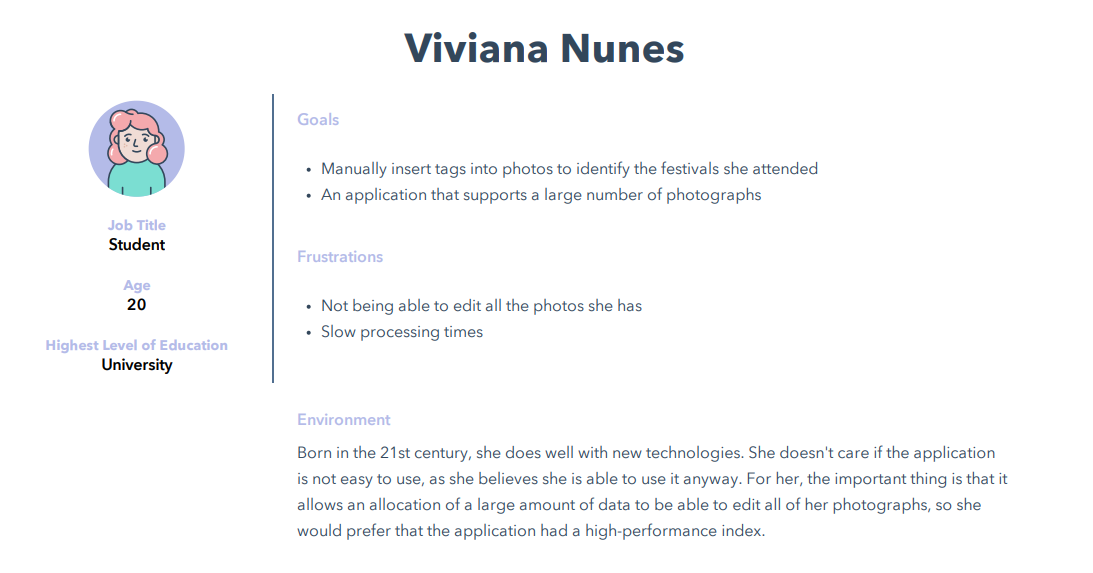 Viviana Nunes
Job Title
Student
Age
20
Highest Level of Education
University
Goals
• Manually insert tags into photos to identify the festivals she attended
• An application that supports a large number of photographs
Frustrations
• Not being able to edit all the photos she has
• Slow processing times
Environment
Born in the 21st century, she does well with new technologies. She doesn't care if the application
is not easy to use, as she believes she is able to use it anyway. For her, the important thing is that it
allows an allocation of a large amount of data to be able to edit all of her photographs, so she
would prefer that the application had a high-performance index.